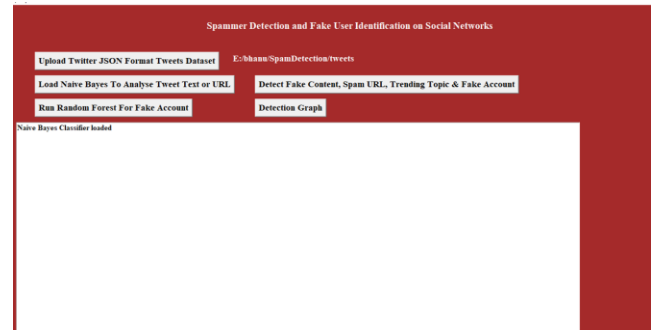 Spammer Detection and Fake User Identification on Social Networks
Upload Twitter JSON Format Tweets Dataset E:/bhanu/SpamDetection/tweets
Load Naive Bayes To Analyse Tweet Text or URL Detect Fake Content, Spam URL, Trending Topic & Fake Account
Run Random Forest For Fake Account Detection Graph
Naive Bayes Classifier loaded